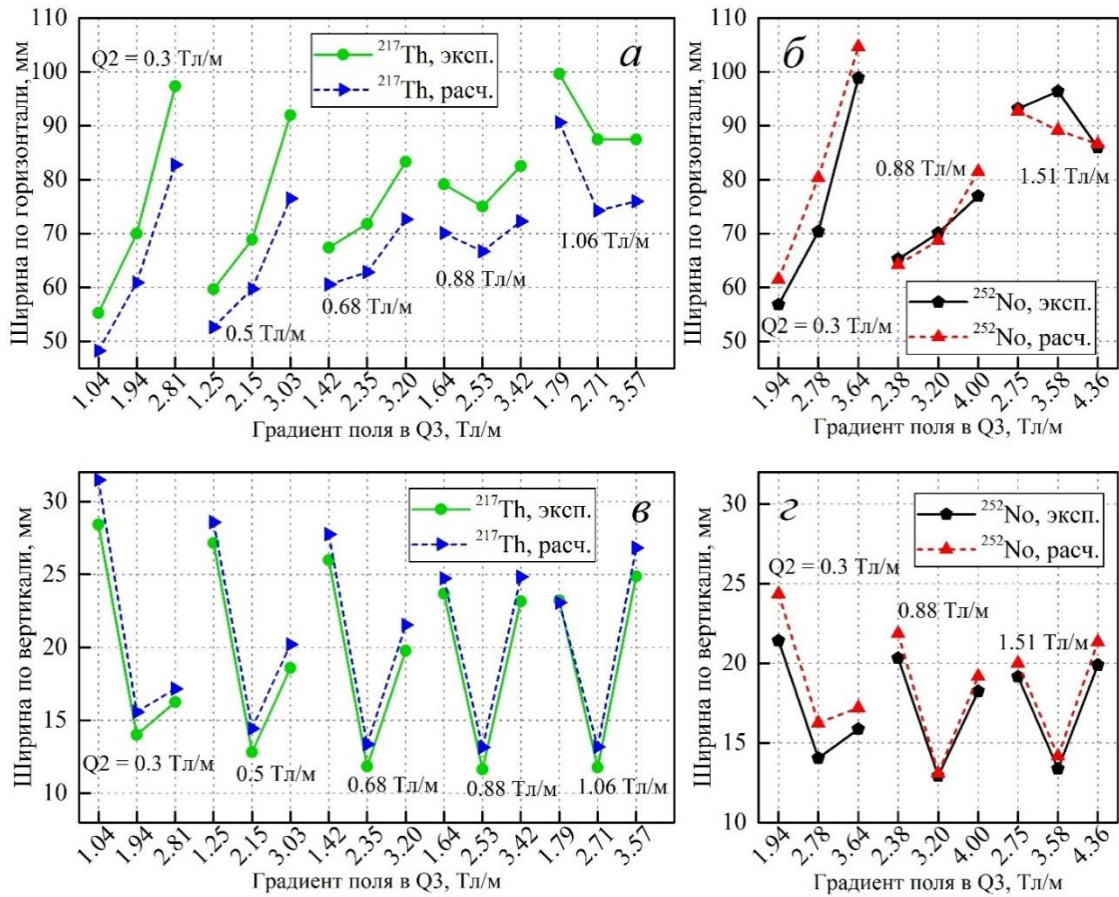 Ширина по горизонтали, мм
110
100
90
80
70
60
50
Q2 = 0.3 Тл/м
²¹⁷Th, эксп.
²¹⁷Th, расч.
а
0.5 Тл/м
0.68 Тл/м
0.88 Тл/м
1.06 Тл/м
1.04 1.94 2.81 1.25 2.15 3.03 1.42 2.35 3.20 1.64 2.53 3.42 1.79 2.71 3.57
Градиент поля в Q3, Тл/м
Ширина по горизонтали, мм
110
100
90
80
70
60
50
б
0.88 Тл/м
1.51 Тл/м
Q2 = 0.3 Тл/м
²⁵²No, эксп.
²⁵²No, расч.
1.94 2.78 3.64 2.38 3.20 4.00 2.75 3.58 4.36
Градиент поля в Q3, Тл/м
Ширина по вертикали, мм
30
25
20
15
10
²¹⁷Th, эксп.
²¹⁷Th, расч.
в
Q2 = 0.3 Тл/м
0.5 Тл/м
0.68 Тл/м
0.88 Тл/м
1.06 Тл/м
1.04 1.94 2.81 1.25 2.15 3.03 1.42 2.35 3.20 1.64 2.53 3.42 1.79 2.71 3.57
Градиент поля в Q3, Тл/м
Ширина по вертикали, мм
30
25
20
15
10
²⁵²No, эксп.
²⁵²No, расч.
г
Q2 = 0.3 Тл/м
0.88 Тл/м
1.51 Тл/м
1.94 2.78 3.64 2.38 3.20 4.00 2.75 3.58 4.36
Градиент поля в Q3, Тл/м